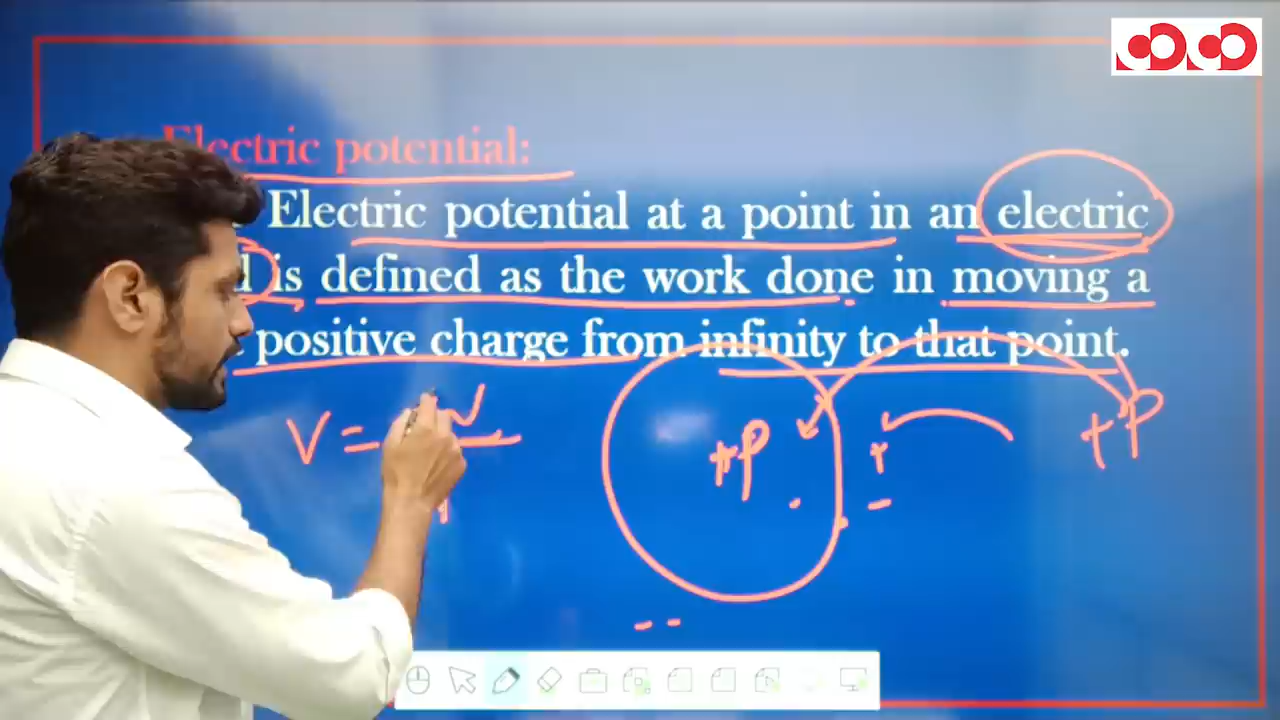 Electric potential:
Electric potential at a point in an electric
is defined as the work done in moving a
positive charge from infinity to that point.
V = W
+P + +P
-
- -